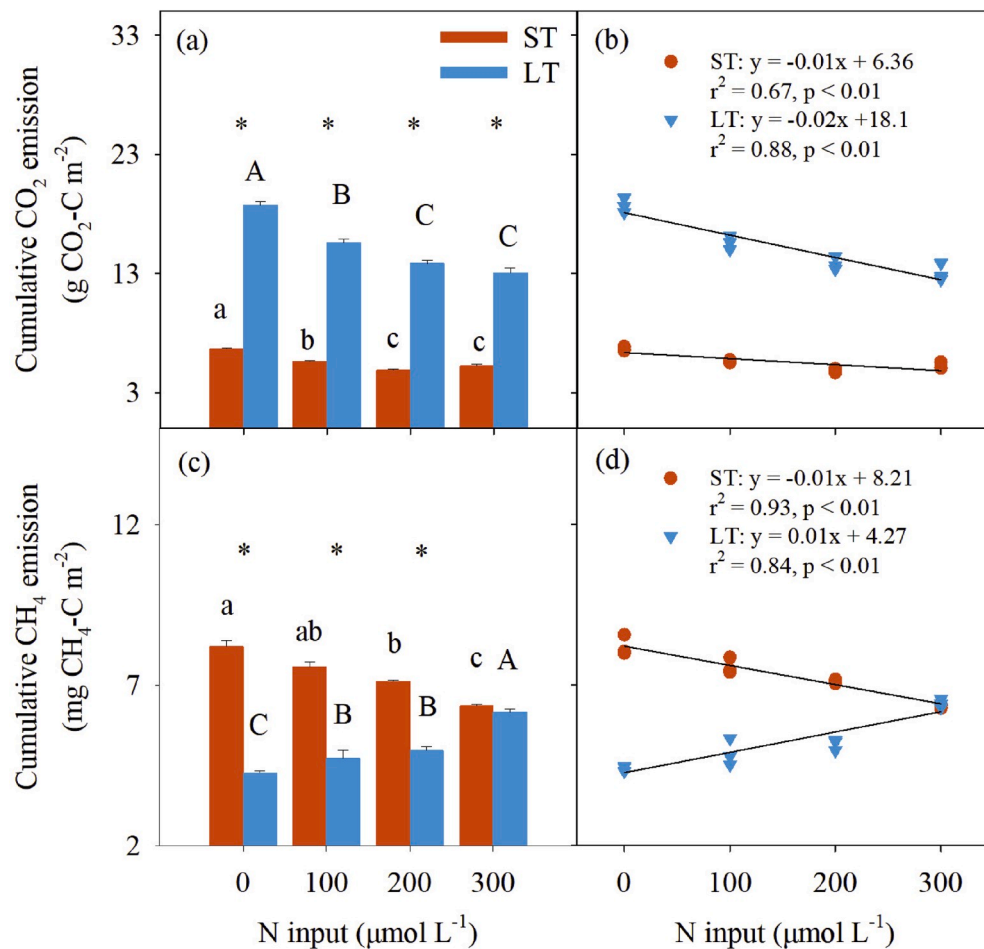 (a)
ST
LT
33
23
13
3
* * * *
A
B
C
C
a
b
c
c
Cumulative CO2 emission
(g CO2-C m-2)
(b)
ST: y = -0.01x + 6.36
r2 = 0.67, p < 0.01
LT: y = -0.02x +18.1
r2 = 0.88, p < 0.01
(c)
12
7
2
* * *
a
ab
b
c
A
C
B
B
Cumulative CH4 emission
(mg CH4-C m-2)
0 100 200 300
N input (μmol L-1)
(d)
ST: y = -0.01x + 8.21
r2 = 0.93, p < 0.01
LT: y = 0.01x + 4.27
r2 = 0.84, p < 0.01
0 100 200 300
N input (μmol L-1)